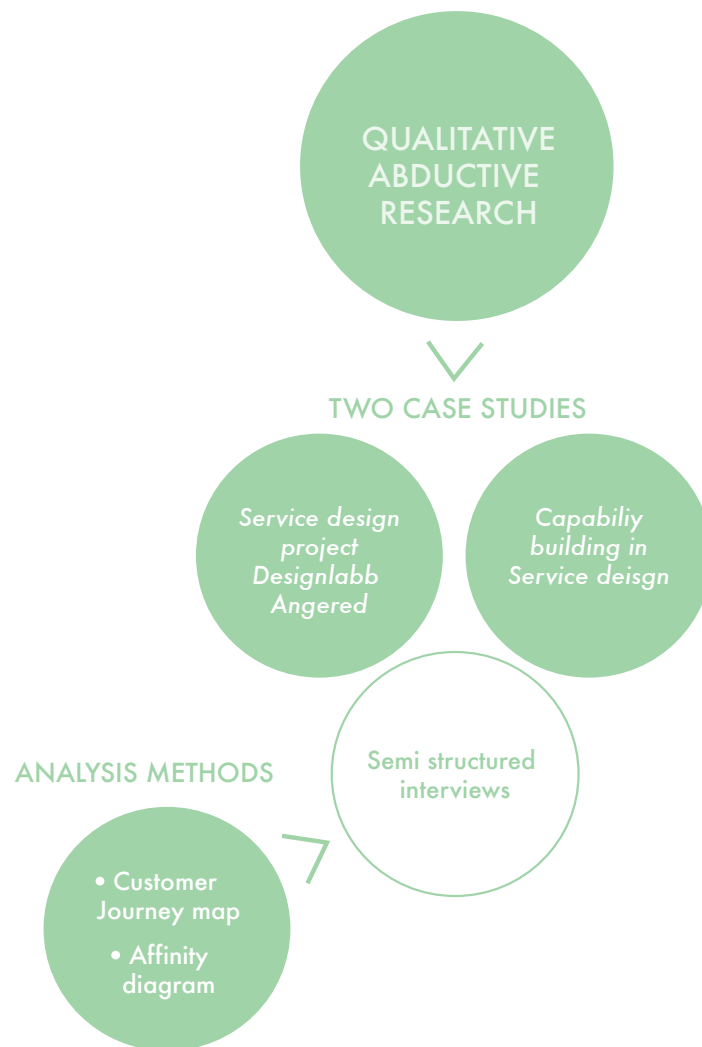 QUALITATIVE
ABDUCTIVE
RESEARCH
TWO CASE STUDIES
Service design
project
Designlabb
Angered
Capabiliy
building in
Service deisgn
Semi structured
interviews
ANALYSIS METHODS
• Customer
Journey map
• Affinity
diagram